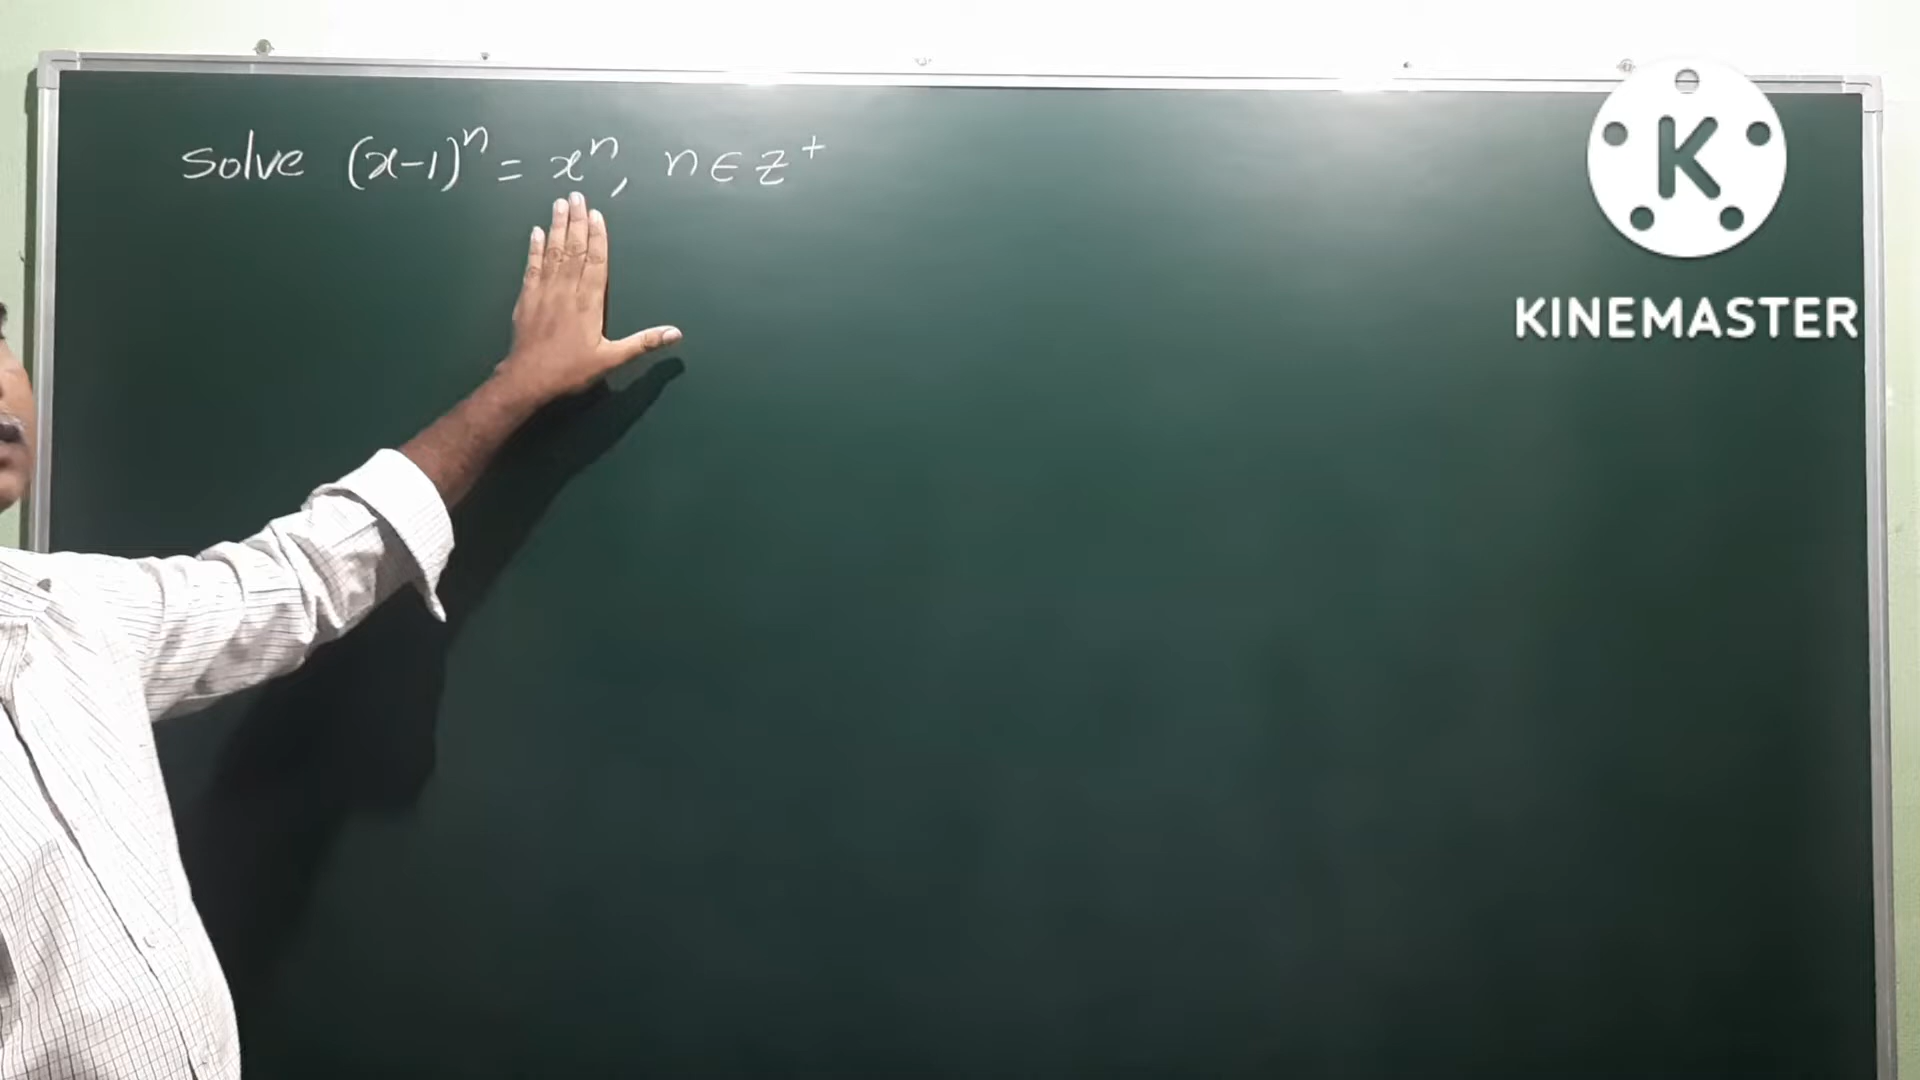 Solve (x-1)ⁿ = xⁿ, n ∈ z⁺
K
KINEMASTER